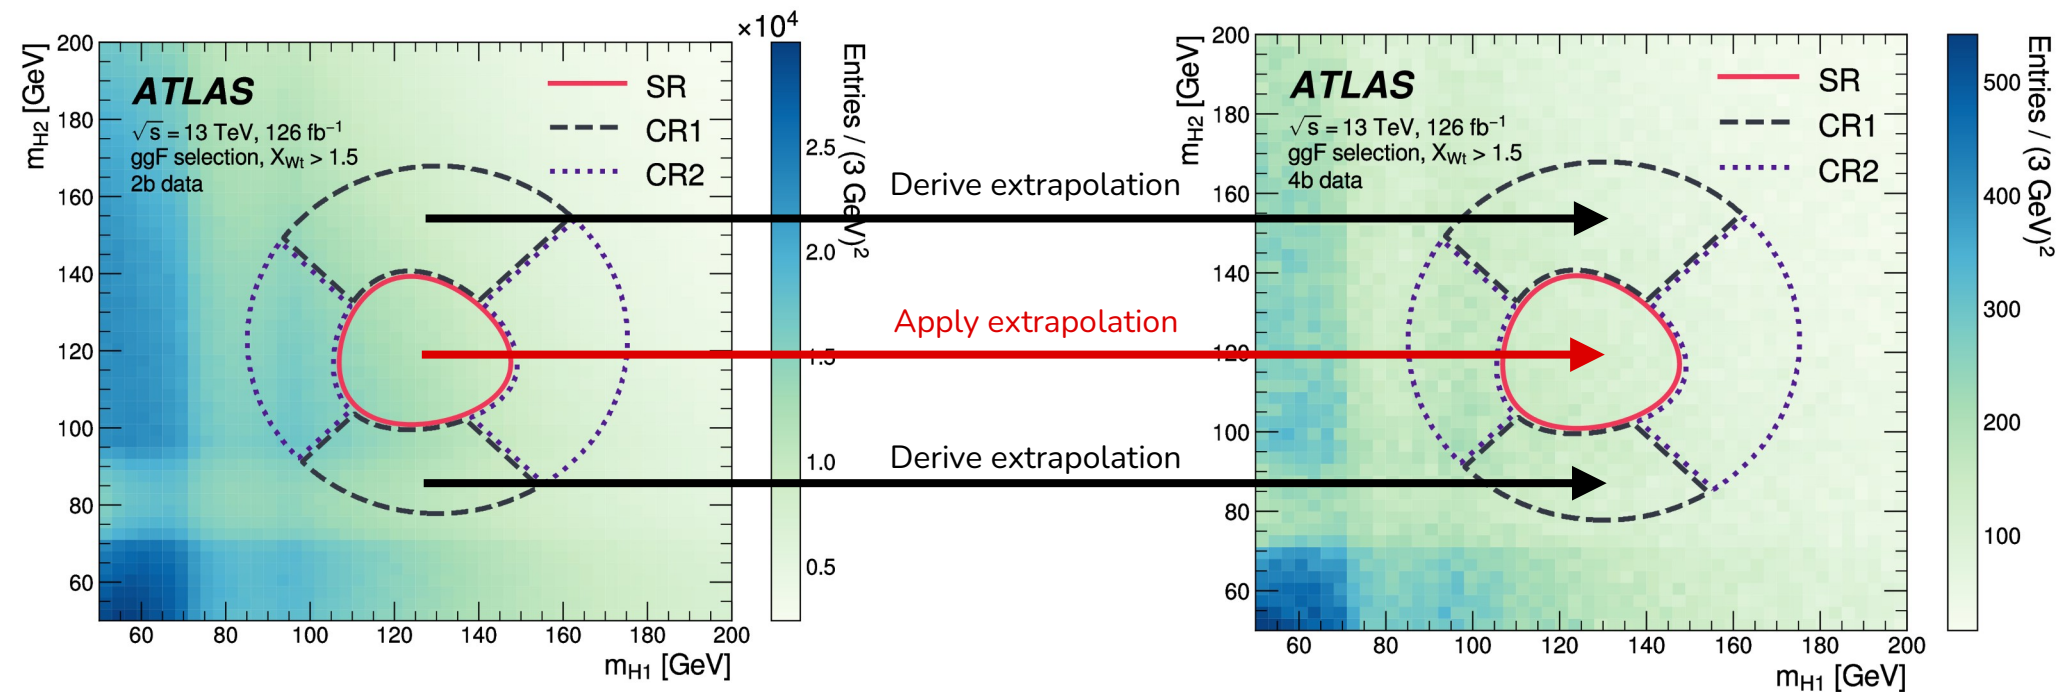 ×10⁴
ATLAS
√s = 13 TeV, 126 fb⁻¹
ggF selection, X_Wt > 1.5
2b data
SR
CR1
CR2
m_H2 [GeV]
200
180
160
140
120
100
80
60
60 80 100 120 140 160 180 200
m_H1 [GeV]
2.5
2.0
1.5
1.0
0.5
Entries / (3 GeV)²
Derive extrapolation
Apply extrapolation
Derive extrapolation
ATLAS
√s = 13 TeV, 126 fb⁻¹
ggF selection, X_Wt > 1.5
4b data
SR
CR1
CR2
m_H2 [GeV]
200
180
160
140
120
100
80
60
60 80 100 120 140 160 180 200
m_H1 [GeV]
500
400
300
200
100
Entries / (3 GeV)²